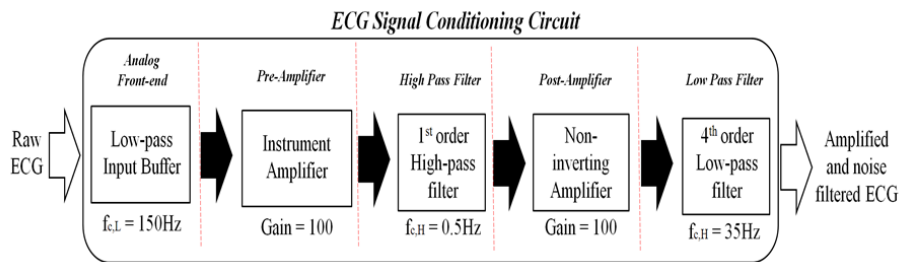 ECG Signal Conditioning Circuit
Analog
Front-end
Pre-Amplifier
High Pass Filter
Post-Amplifier
Low Pass Filter
Raw
ECG
Low-pass
Input Buffer
Instrument
Amplifier
1st order
High-pass
filter
Non-
inverting
Amplifier
4th order
Low-pass
filter
Amplified
and noise
filtered ECG
fc,L = 150Hz
Gain = 100
fc,H = 0.5Hz
Gain = 100
fc,H = 35Hz